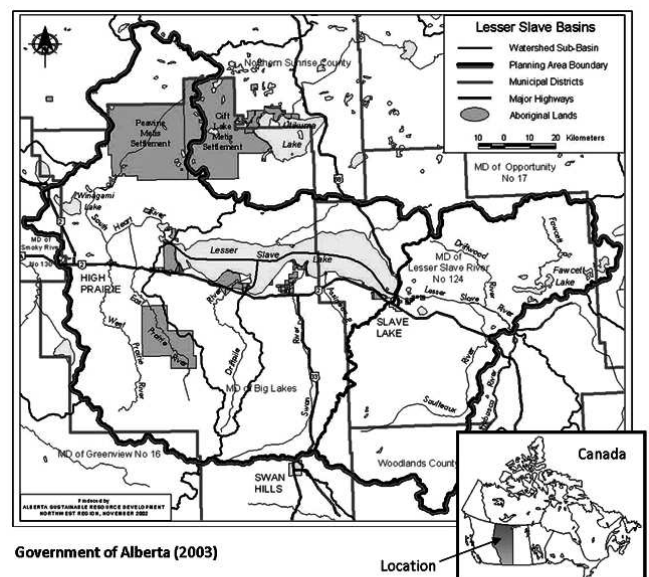 Lesser Slave Basins
Watershed Sub-Basin
Planning Area Boundary
Municipal Districts
Major Highways
Aboriginal Lands
10 0 10 20 Kilometers
Northern Sunrise County
Peavine
Metis
Settlement
Gift
Lake
Metis
Settlement
Utikuma
Lake
MD of Opportunity
No 17
Winagami
Lake
South Heart River
MD of
Smoky River
No 130
HIGH
PRAIRIE
Lesser Slave Lake
Driftwood River
MD of
Lesser Slave River
No 124
Fawcett
Fawcett
Lake
Lesser Slave River
SLAVE
LAKE
East Prairie River
West Prairie River
Driftpile River
MD of Big Lakes
Swan River
Saulteaux River
Athabasca River
MD of Greenview No 16
SWAN
HILLS
Woodlands County
Produced by
ALBERTA SUSTAINABLE RESOURCE DEVELOPMENT
NORTHWEST REGION, NOVEMBER 2002
Canada
Government of Alberta (2003)
Location